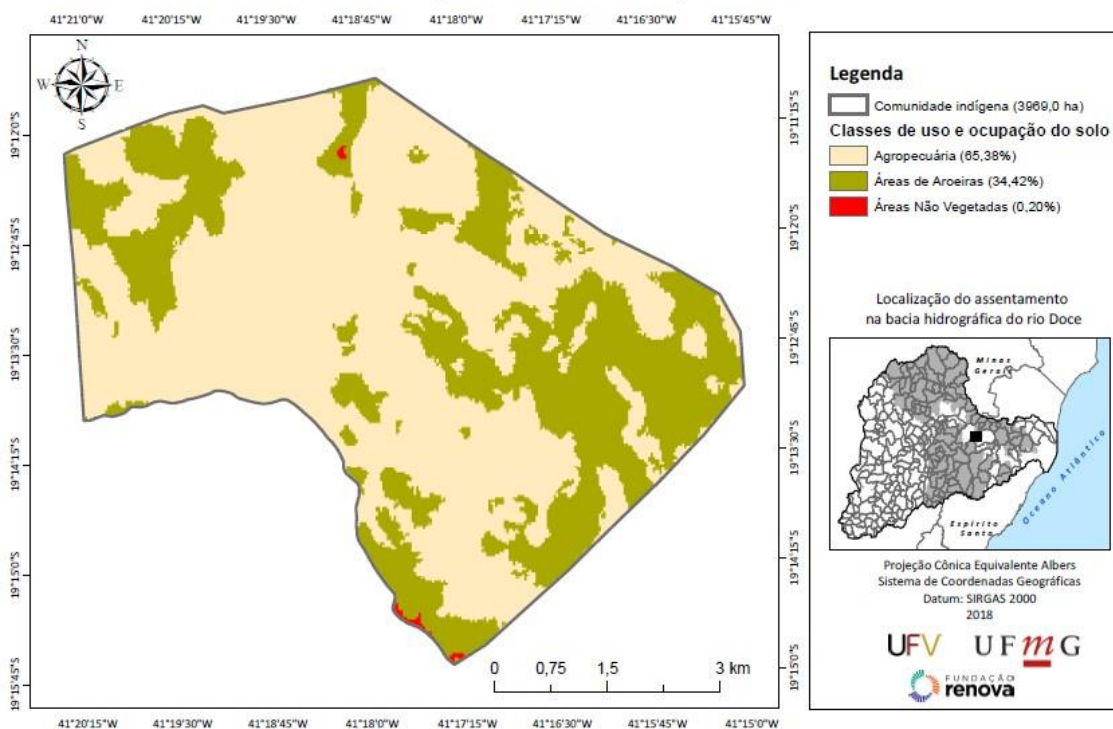 41°21'0"W 41°20'15"W 41°19'30"W 41°18'45"W 41°18'0"W 41°17'15"W 41°16'30"W 41°15'45"W
N
W E
S
19°12'0"S
19°12'45"S
19°13'30"S
19°14'15"S
19°15'0"S
19°15'45"S
19°11'15"S
19°12'0"S
19°12'45"S
19°13'30"S
19°14'15"S
19°15'0"S
0 0,75 1,5 3 km
41°20'15"W 41°19'30"W 41°18'45"W 41°18'0"W 41°17'15"W 41°16'30"W 41°15'45"W 41°15'0"W
Legenda
Comunidade indígena (3969,0 ha)
Classes de uso e ocupação do solo
Agropecuária (65,38%)
Áreas de Aroeiras (34,42%)
Áreas Não Vegetadas (0,20%)
Localização do assentamento
na bacia hidrográfica do rio Doce
Minas
Gerais
Espírito
Santo
Oceano Atlântico
Projeção Cônica Equivalente Albers
Sistema de Coordenadas Geográficas
Datum: SIRGAS 2000
2018
UFV UFmG
FUNDAÇÃO
renova